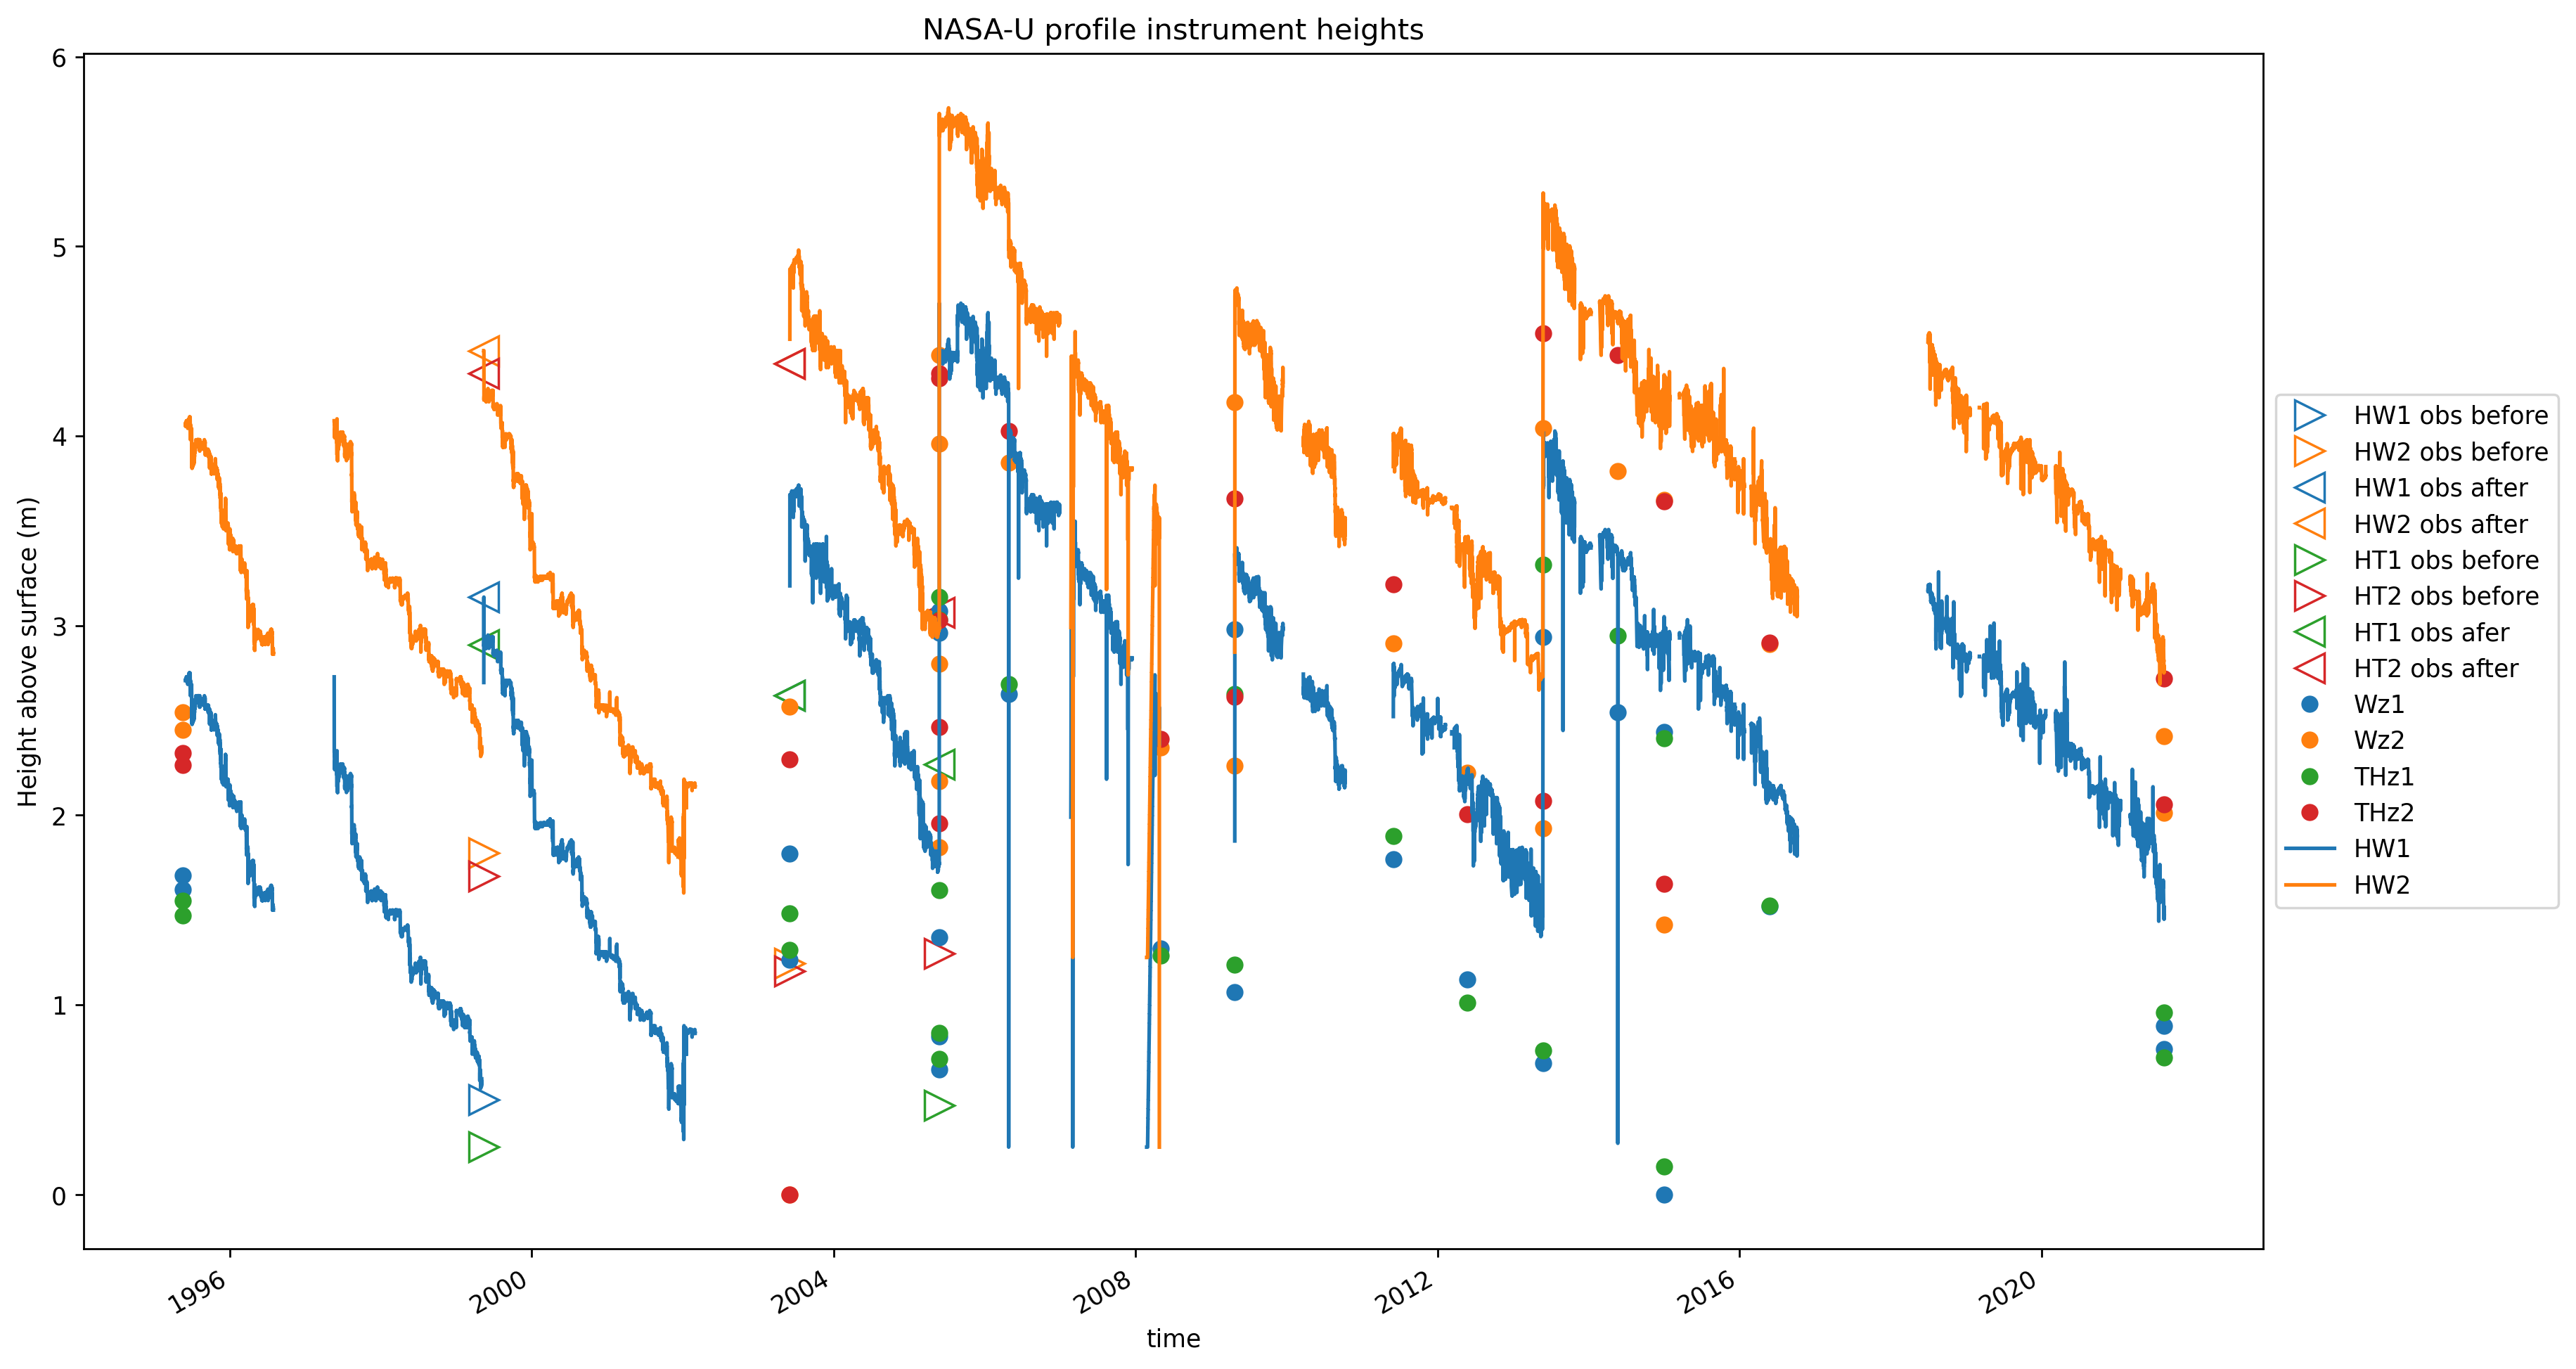 NASA-U profile instrument heights
Height above surface (m)
6
5
4
3
2
1
0
1996
2000
2004
2008
2012
2016
2020
time
HW1 obs before
HW2 obs before
HW1 obs after
HW2 obs after
HT1 obs before
HT2 obs before
HT1 obs afer
HT2 obs after
Wz1
Wz2
THz1
THz2
HW1
HW2